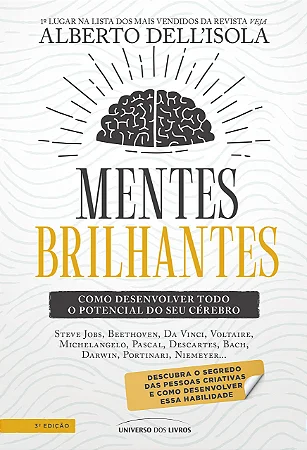 1º LUGAR NA LISTA DOS MAIS VENDIDOS DA REVISTA VEJA
ALBERTO DELL'ISOLA
MENTES
BRILHANTES
COMO DESENVOLVER TODO
O POTENCIAL DO SEU CÉREBRO
STEVE JOBS, BEETHOVEN, DA VINCI, VOLTAIRE,
MICHELANGELO, PASCAL, DESCARTES, BACH,
DARWIN, PORTINARI, NIEMEYER...
DESCUBRA O SEGREDO
DAS PESSOAS CRIATIVAS
E COMO DESENVOLVER
ESSA HABILIDADE
3ª EDIÇÃO
UNIVERSO DOS LIVROS